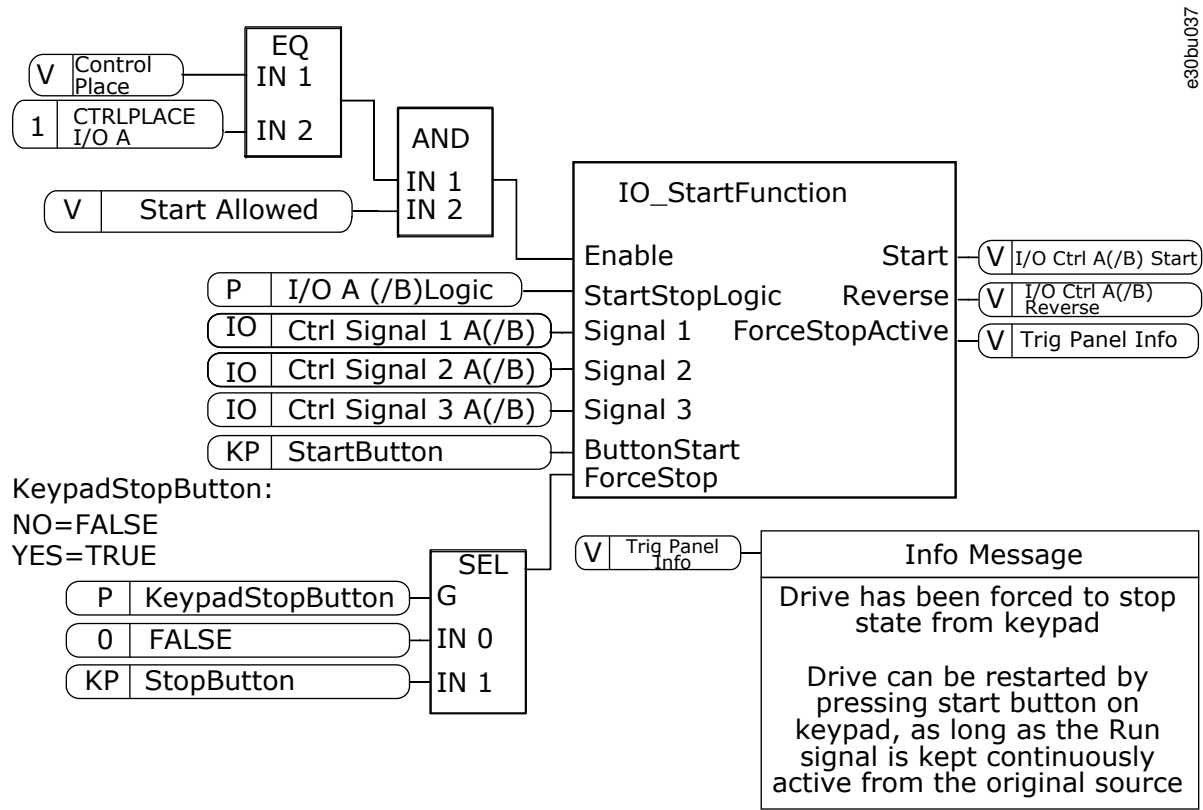 e30bu037
EQ
V Control
Place
IN 1
1 CTRLPLACE
I/O A
IN 2
AND
IN 1
V Start Allowed
IN 2
IO_StartFunction
Enable Start
V I/O Ctrl A(/B) Start
P I/O A (/B)Logic
StartStopLogic Reverse
V I/O Ctrl A(/B)
Reverse
IO Ctrl Signal 1 A(/B)
Signal 1 ForceStopActive
V Trig Panel Info
IO Ctrl Signal 2 A(/B)
Signal 2
IO Ctrl Signal 3 A(/B)
Signal 3
KP StartButton
ButtonStart
ForceStop
KeypadStopButton:
NO=FALSE
YES=TRUE
SEL
P KeypadStopButton
G
0 FALSE
IN 0
KP StopButton
IN 1
V Trig Panel
Info
Info Message
Drive has been forced to stop
state from keypad
Drive can be restarted by
pressing start button on
keypad, as long as the Run
signal is kept continuously
active from the original source